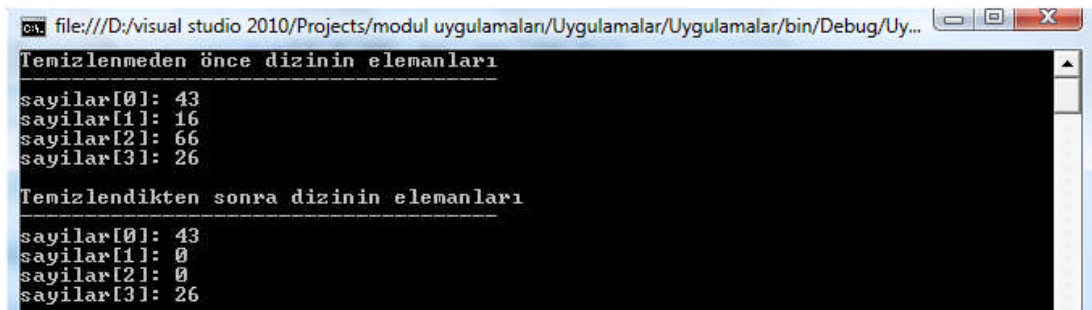 file:///D:/visual studio 2010/Projects/modul uygulamaları/Uygulamalar/Uygulamalar/bin/Debug/Uy...
Temizlenmeden önce dizinin elemanları
--------------------------------------
sayilar[0]: 43
sayilar[1]: 16
sayilar[2]: 66
sayilar[3]: 26
Temizlendikten sonra dizinin elemanları
--------------------------------------
sayilar[0]: 43
sayilar[1]: 0
sayilar[2]: 0
sayilar[3]: 26